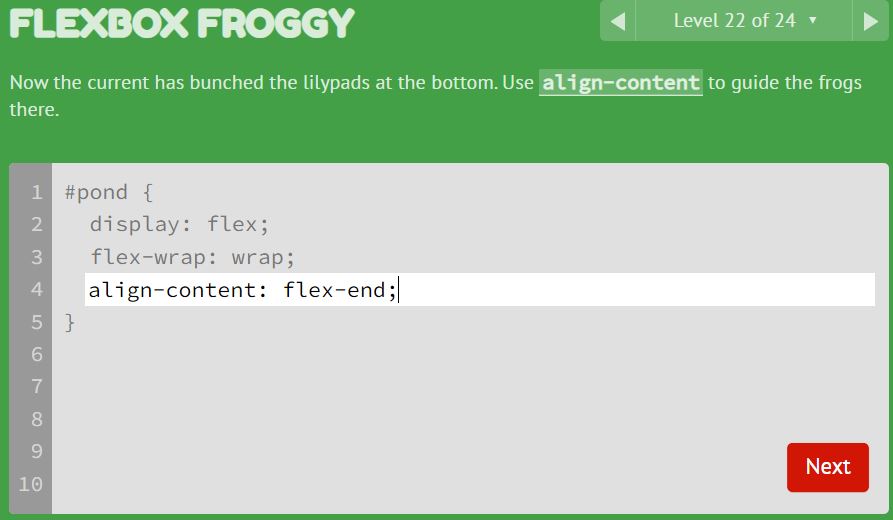 FLEXBOX FROGGY
◀ Level 22 of 24 ▼ ▶
Now the current has bunched the lilypads at the bottom. Use align-content to guide the frogs
there.
1 #pond {
2 display: flex;
3 flex-wrap: wrap;
4 align-content: flex-end;
5 }
6
7
8
9
10
Next